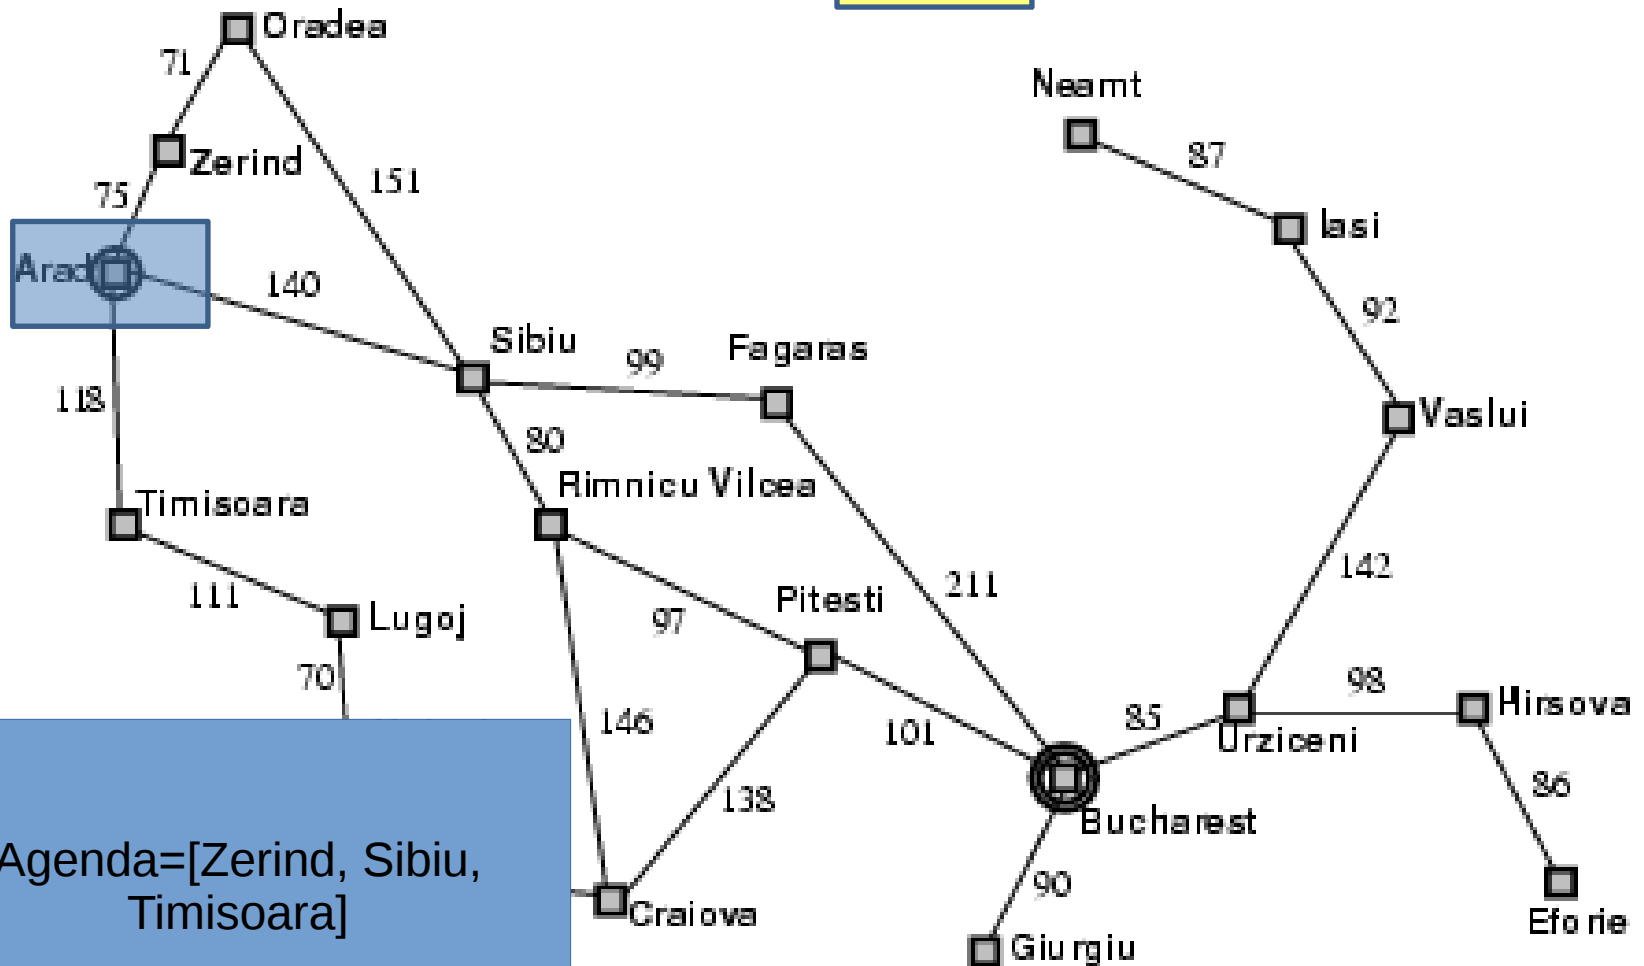 Oradea
71
Neamt
87
Zerind
75
151
Iasi
Arad
140
92
Sibiu
99
Fagaras
118
Vaslui
80
Rimnicu Vilcea
Timisoara
142
111
Lugoj
97
Pitesti
211
70
98
Hirsova
146
101
85
Urziceni
86
138
Bucharest
Agenda=[Zerind, Sibiu,
Timisoara]
90
Craiova
Eforie
Giurgiu